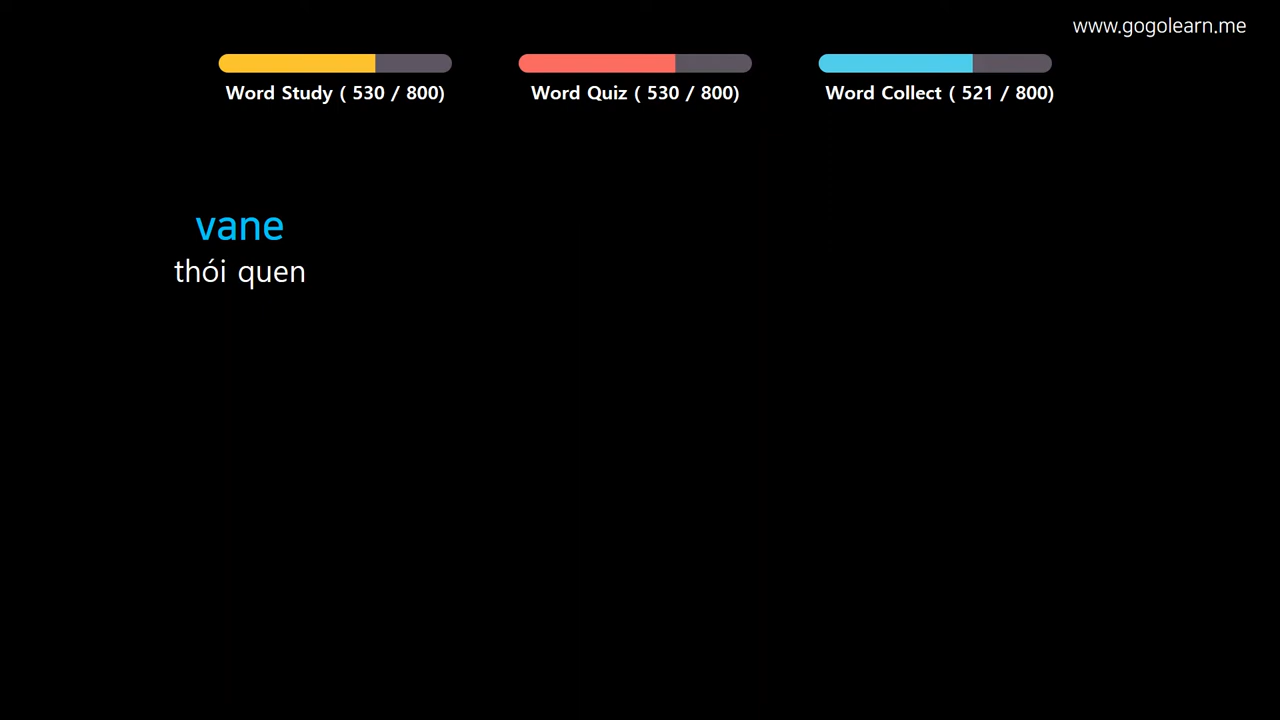 www.gogolearn.me
Word Study ( 530 / 800)
Word Quiz ( 530 / 800)
Word Collect ( 521 / 800)
vane
thói quen